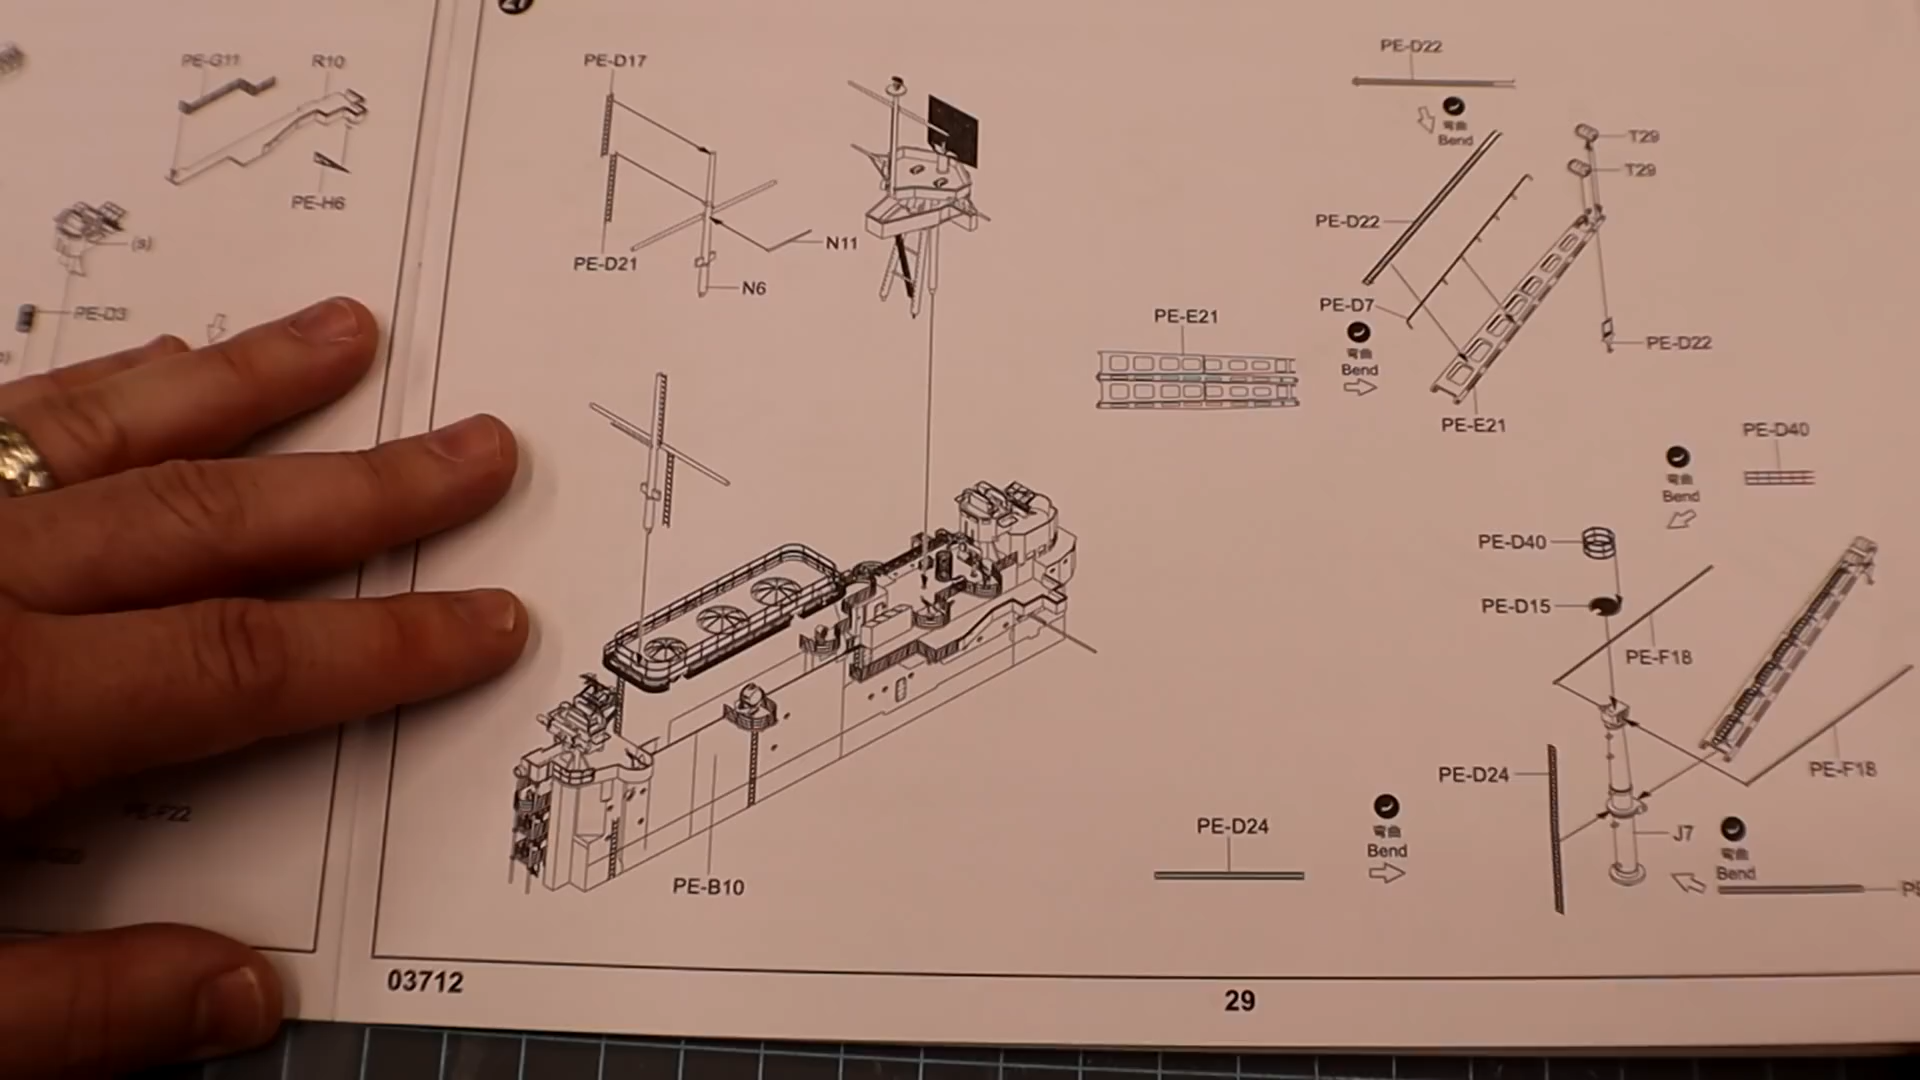 PE-G11
R10
PE-H6
(s)
PE-D3
PE-F22
PE-D17
PE-D21
N11
N6
PE-B10
PE-D22
弯曲
Bend
T29
T29
PE-D22
PE-D7
PE-D22
PE-E21
弯曲
Bend
PE-E21
PE-D40
弯曲
Bend
PE-D40
PE-D15
PE-F18
PE-F18
PE-D24
J7
弯曲
Bend
PE-D24
弯曲
Bend
03712
29